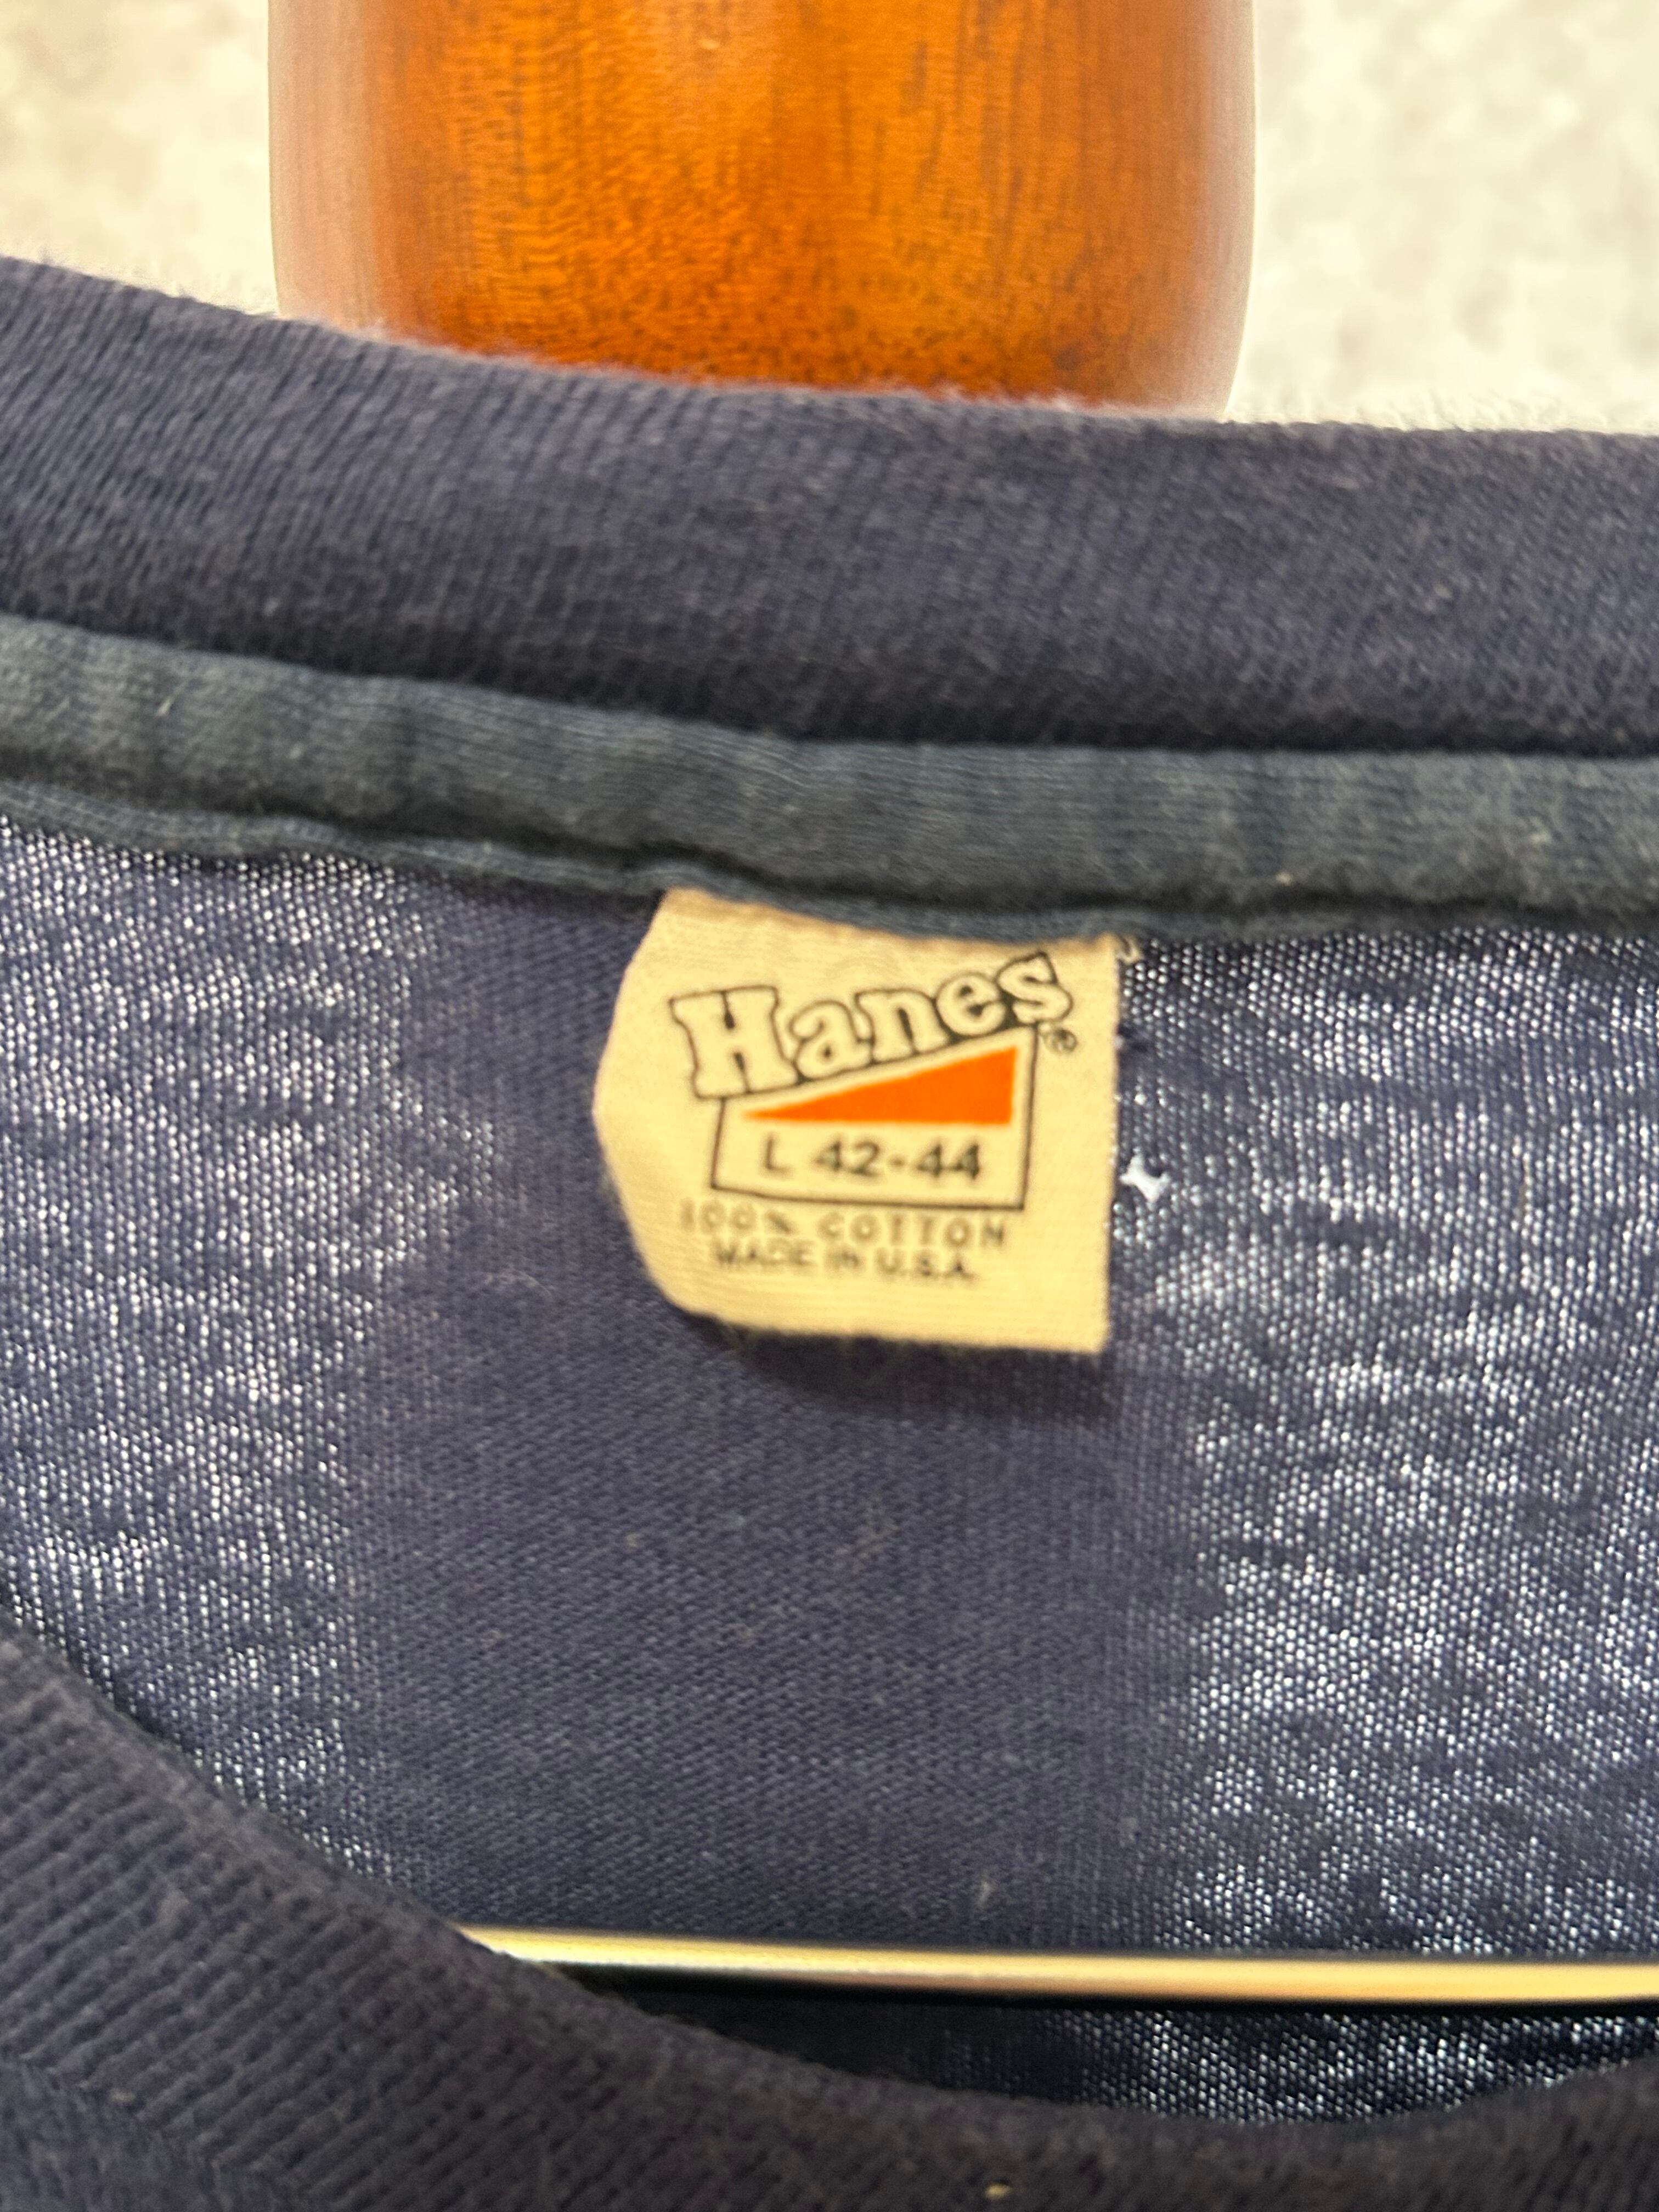 Hanes®
L 42-44
100% COTTON
MADE IN U.S.A.